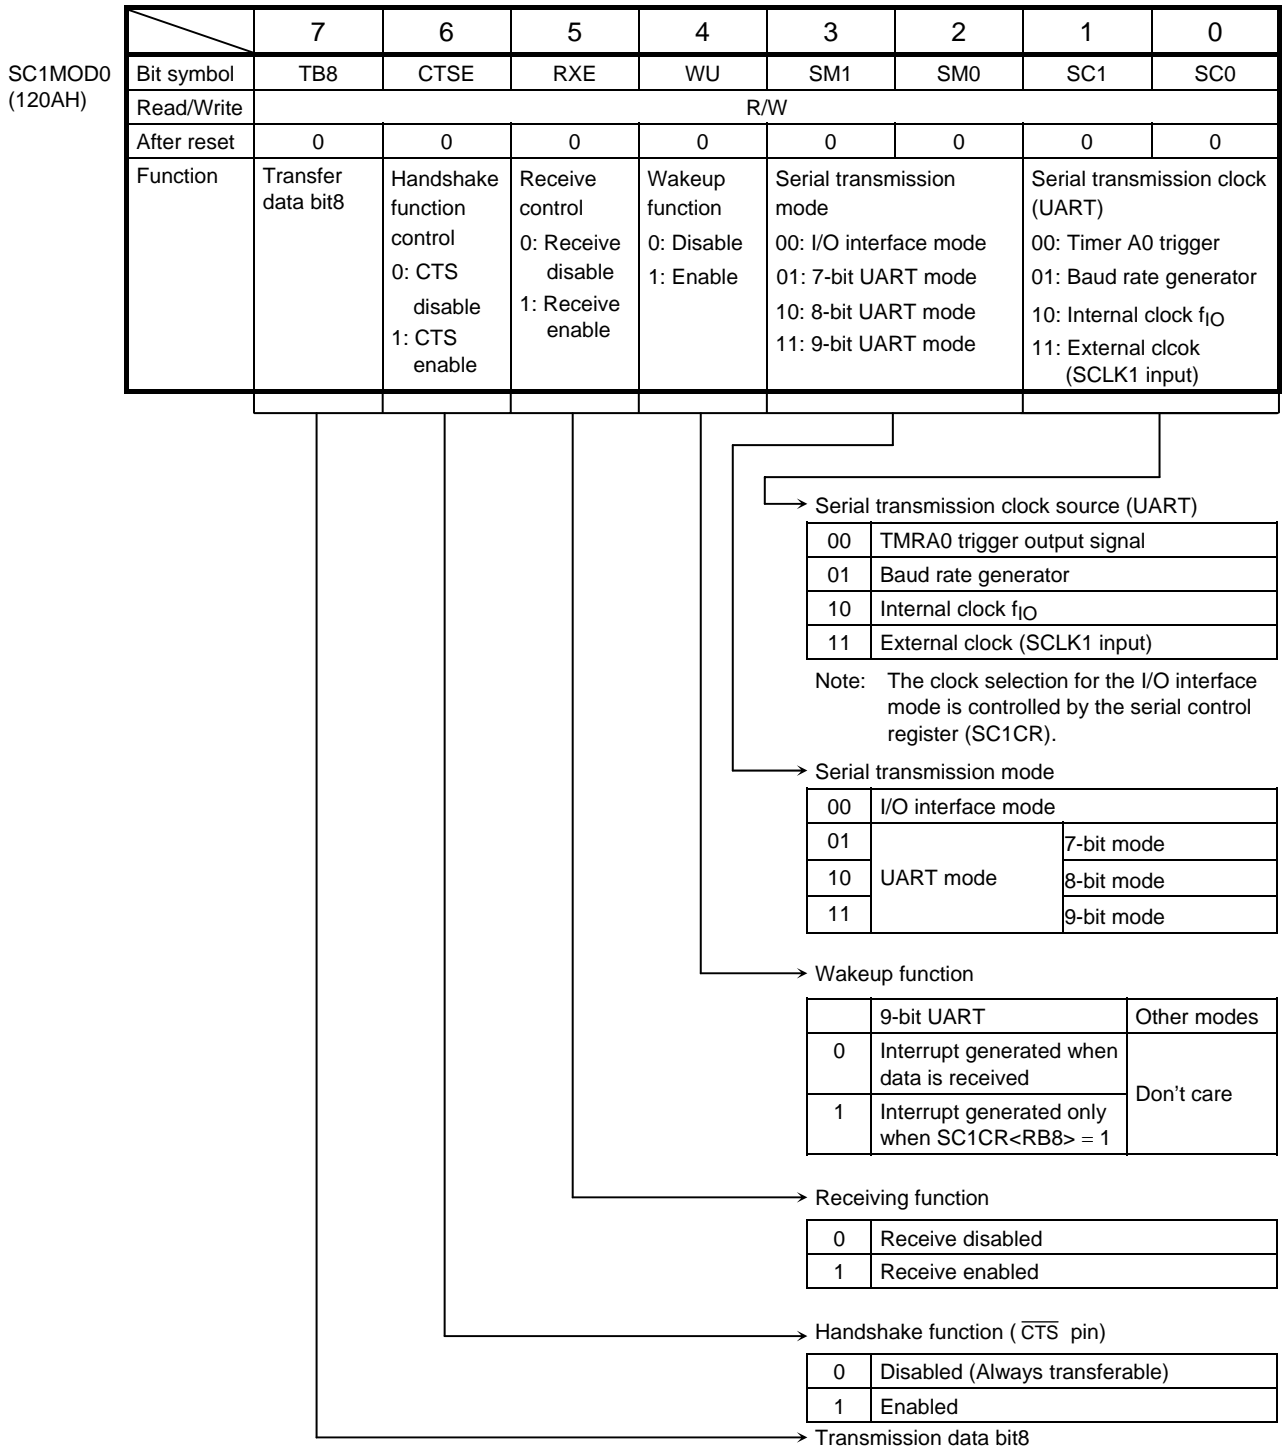 7 6 5 4 3 2 1 0
SC1MOD0
(120AH)
Bit symbol TB8 CTSE RXE WU SM1 SM0 SC1 SC0
Read/Write R/W
After reset 0 0 0 0 0 0 0 0
Function
Transfer
data bit8
Handshake
function
control
0: CTS
disable
1: CTS
enable
Receive
control
0: Receive
disable
1: Receive
enable
Wakeup
function
0: Disable
1: Enable
Serial transmission
mode
00: I/O interface mode
01: 7-bit UART mode
10: 8-bit UART mode
11: 9-bit UART mode
Serial transmission clock
(UART)
00: Timer A0 trigger
01: Baud rate generator
10: Internal clock fIO
11: External clcok
(SCLK1 input)
Serial transmission clock source (UART)
00 TMRA0 trigger output signal
01 Baud rate generator
10 Internal clock fIO
11 External clock (SCLK1 input)
Note: The clock selection for the I/O interface
mode is controlled by the serial control
register (SC1CR).
Serial transmission mode
00 I/O interface mode
01 7-bit mode
10 UART mode 8-bit mode
11 9-bit mode
Wakeup function
9-bit UART Other modes
0 Interrupt generated when
data is received
Don't care
1 Interrupt generated only
when SC1CR<RB8> = 1
Receiving function
0 Receive disabled
1 Receive enabled
Handshake function ( C̅T̅S̅ pin)
0 Disabled (Always transferable)
1 Enabled
Transmission data bit8